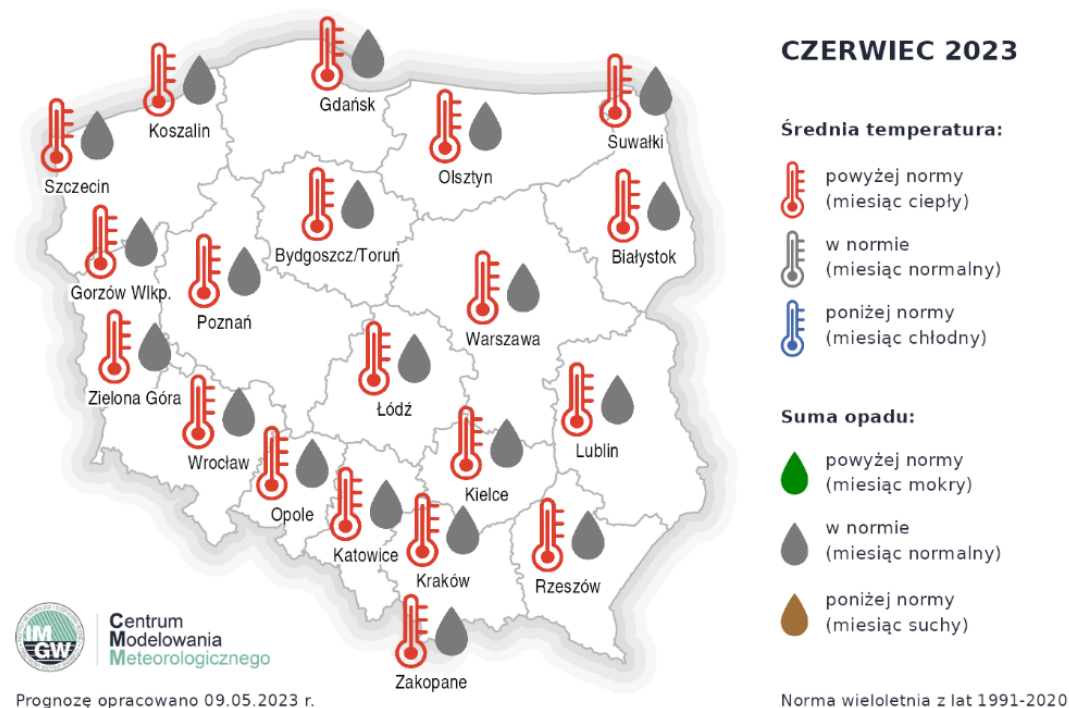 CZERWIEC 2023
Średnia temperatura:
powyżej normy
(miesiąc ciepły)
w normie
(miesiąc normalny)
poniżej normy
(miesiąc chłodny)
Suma opadu:
powyżej normy
(miesiąc mokry)
w normie
(miesiąc normalny)
poniżej normy
(miesiąc suchy)
Gdańsk
Koszalin
Suwałki
Olsztyn
Szczecin
Bydgoszcz/Toruń
Białystok
Gorzów Wlkp.
Poznań
Warszawa
Zielona Góra
Łódź
Lublin
Wrocław
Kielce
Opole
Katowice
Kraków
Rzeszów
Zakopane
IM
GW
Centrum
Modelowania
Meteorologicznego
Prognozę opracowano 09.05.2023 r.
Norma wieloletnia z lat 1991-2020